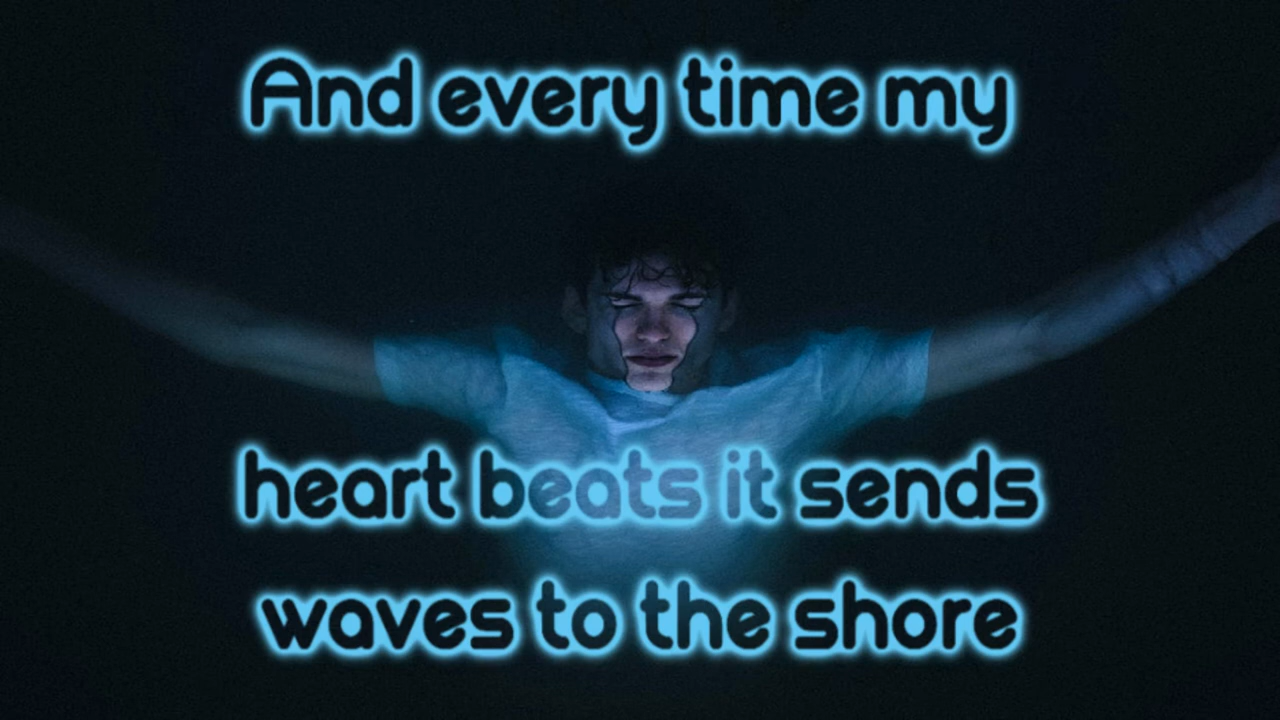 And every time my
heart beats it sends
waves to the shore